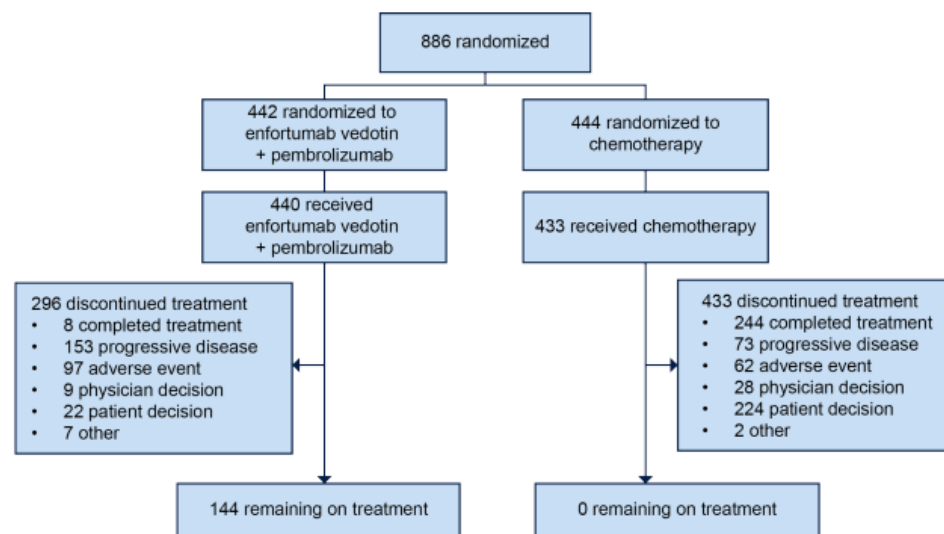 886 randomized
442 randomized to
enfortumab vedotin
+ pembrolizumab
444 randomized to
chemotherapy
440 received
enfortumab vedotin
+ pembrolizumab
433 received chemotherapy
296 discontinued treatment
• 8 completed treatment
• 153 progressive disease
• 97 adverse event
• 9 physician decision
• 22 patient decision
• 7 other
433 discontinued treatment
• 244 completed treatment
• 73 progressive disease
• 62 adverse event
• 28 physician decision
• 224 patient decision
• 2 other
144 remaining on treatment
0 remaining on treatment